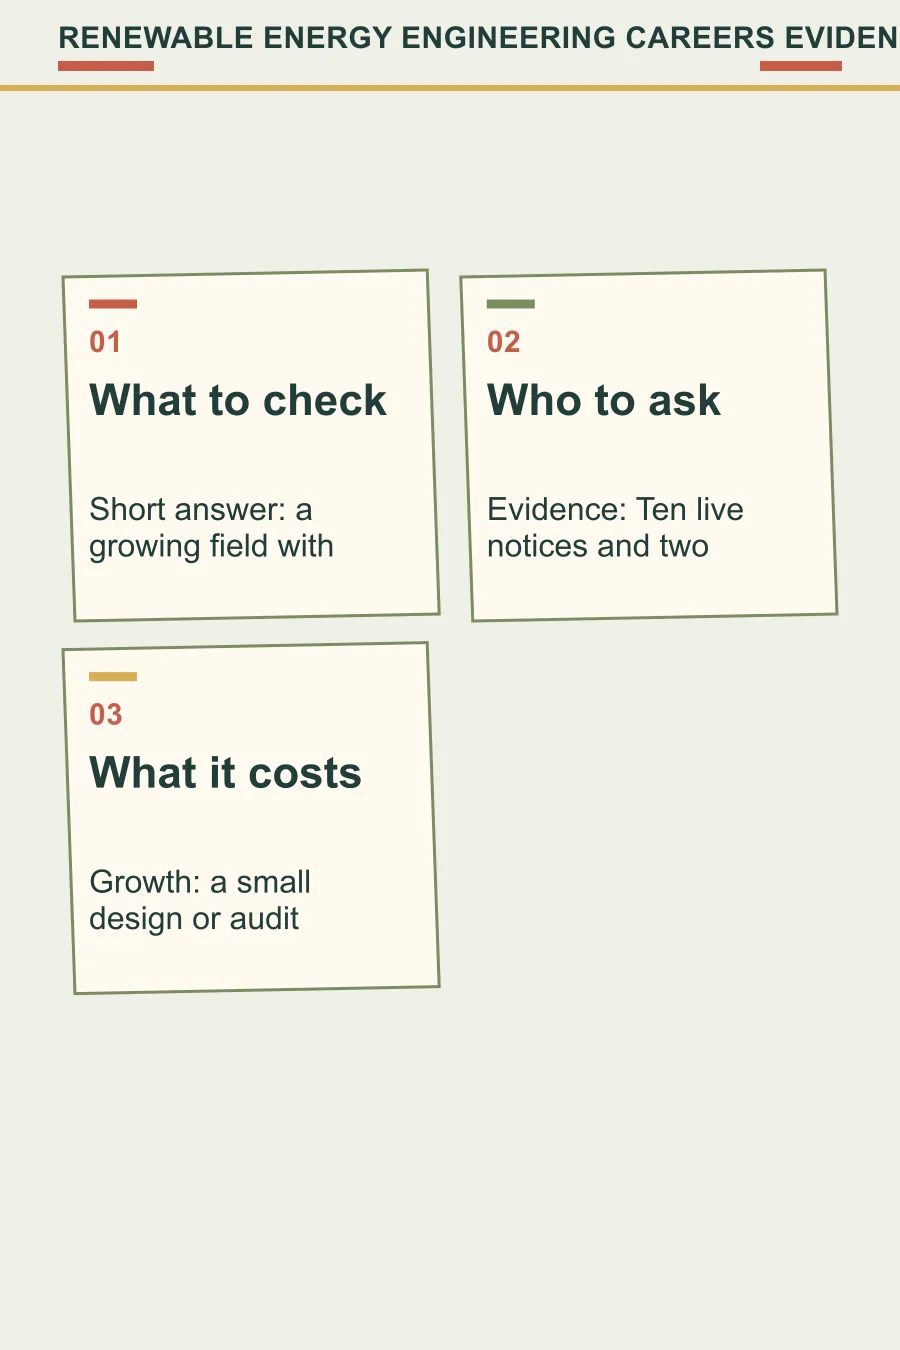 RENEWABLE ENERGY ENGINEERING CAREERS EVIDEN
01
What to check
Short answer: a
growing field with
02
Who to ask
Evidence: Ten live
notices and two
03
What it costs
Growth: a small
design or audit